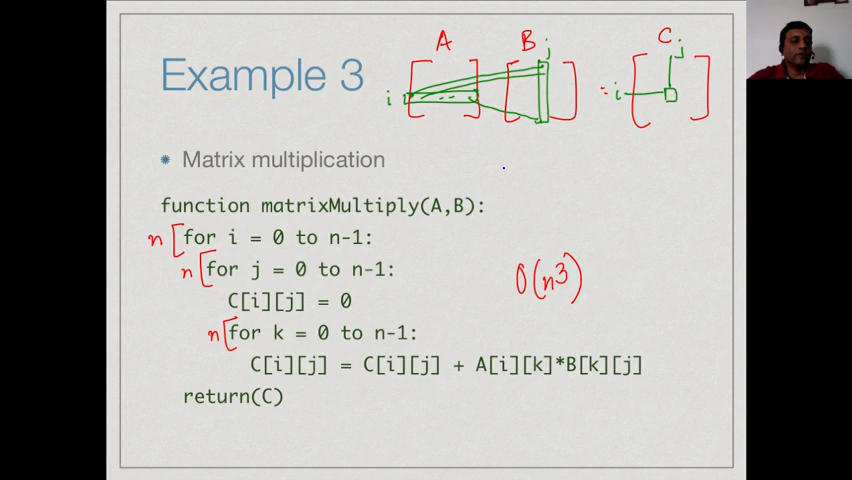 A B j C j
Example 3
i = i
* Matrix multiplication
function matrixMultiply(A,B):
n [for i = 0 to n-1:
n [for j = 0 to n-1:
O(n³)
C[i][j] = 0
n [for k = 0 to n-1:
C[i][j] = C[i][j] + A[i][k]*B[k][j]
return(C)